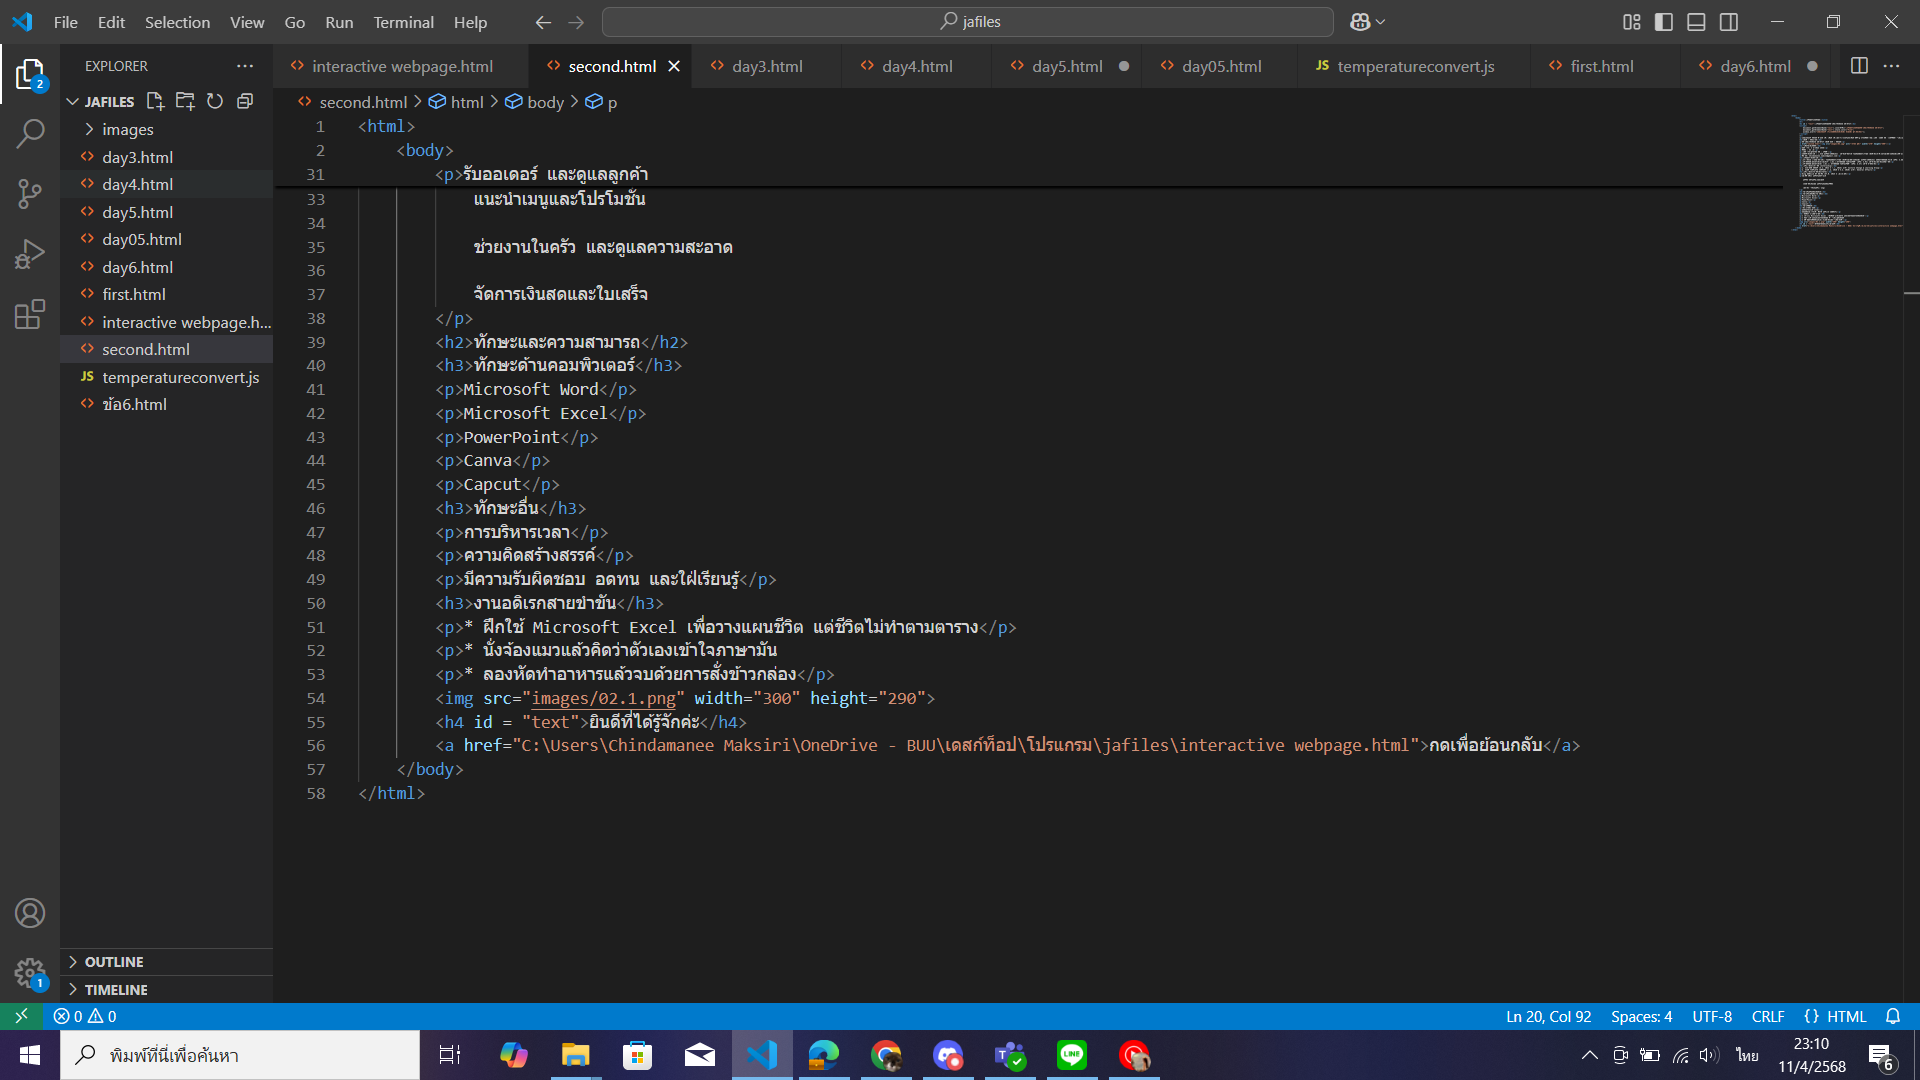 File Edit Selection View Go Run Terminal Help
jafiles
EXPLORER
JAFILES
images
day3.html
day4.html
day5.html
day05.html
day6.html
first.html
interactive webpage.h...
second.html
JS temperatureconvert.js
ข้อ6.html
OUTLINE
TIMELINE
interactive webpage.html second.html day3.html day4.html day5.html day05.html JS temperatureconvert.js first.html day6.html
second.html > html > body > p
1 <html>
2 <body>
31 <p>รับออเดอร์ และดูแลลูกค้า
33 แนะนำเมนูและโปรโมชั่น
34
35 ช่วยงานในครัว และดูแลความสะอาด
36
37 จัดการเงินสดและใบเสร็จ
38 </p>
39 <h2>ทักษะและความสามารถ</h2>
40 <h3>ทักษะด้านคอมพิวเตอร์</h3>
41 <p>Microsoft Word</p>
42 <p>Microsoft Excel</p>
43 <p>PowerPoint</p>
44 <p>Canva</p>
45 <p>Capcut</p>
46 <h3>ทักษะอื่น</h3>
47 <p>การบริหารเวลา</p>
48 <p>ความคิดสร้างสรรค์</p>
49 <p>มีความรับผิดชอบ อดทน และใฝ่เรียนรู้</p>
50 <h3>งานอดิเรกสายขำขัน</h3>
51 <p>* ฝึกใช้ Microsoft Excel เพื่อวางแผนชีวิต แต่ชีวิตไม่ทำตามตาราง</p>
52 <p>* นั่งจ้องแมวแล้วคิดว่าตัวเองเข้าใจภาษามัน
53 <p>* ลองหัดทำอาหารแล้วจบด้วยการสั่งข้าวกล่อง</p>
54 <img src="images/02.1.png" width="300" height="290">
55 <h4 id = "text">ยินดีที่ได้รู้จักค่ะ</h4>
56 <a href="C:\Users\Chindamanee Maksiri\OneDrive - BUU\เดสก์ท็อป\โปรแกรม\jafiles\interactive webpage.html">กดเพื่อย้อนกลับ</a>
57 </body>
58 </html>
2
1
0 0
Ln 20, Col 92 Spaces: 4 UTF-8 CRLF {} HTML
พิมพ์ที่นี่เพื่อค้นหา
ไทย
23:10
11/4/2568
6